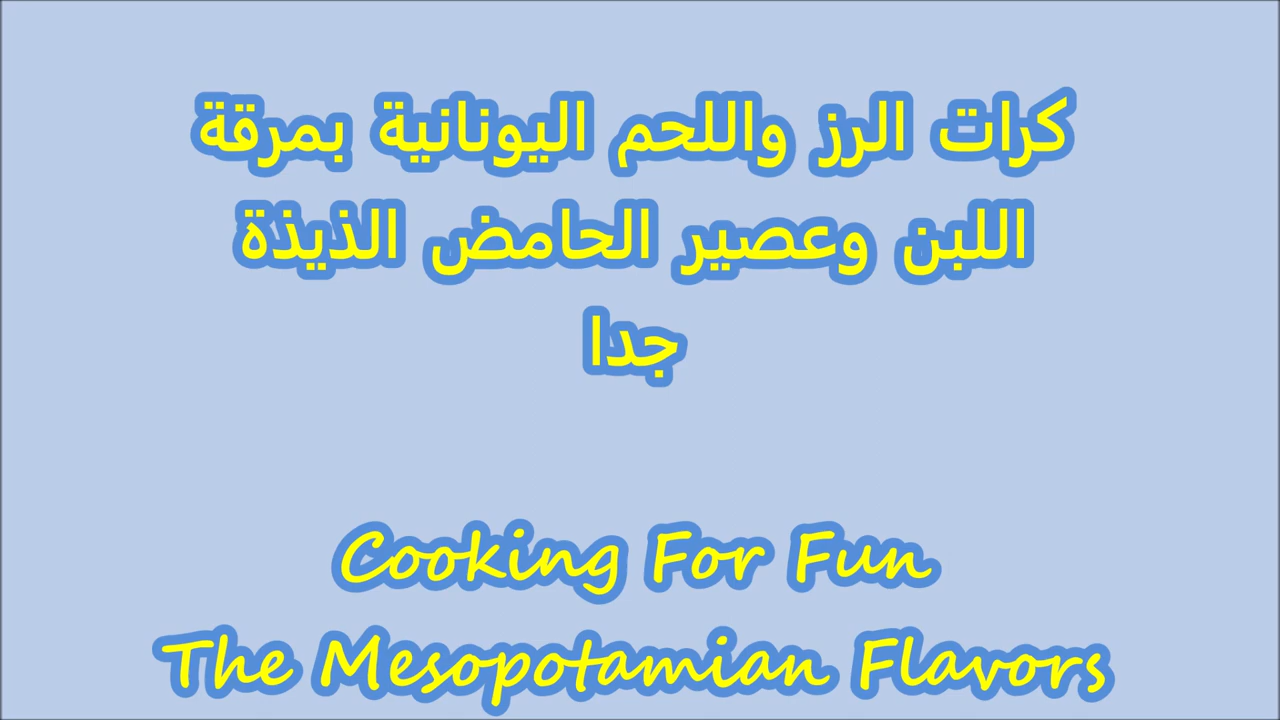 كرات الرز واللحم اليونانية بمرقة
اللبن وعصير الحامض الذيذة
جدا
Cooking For Fun
The Mesopotamian Flavors